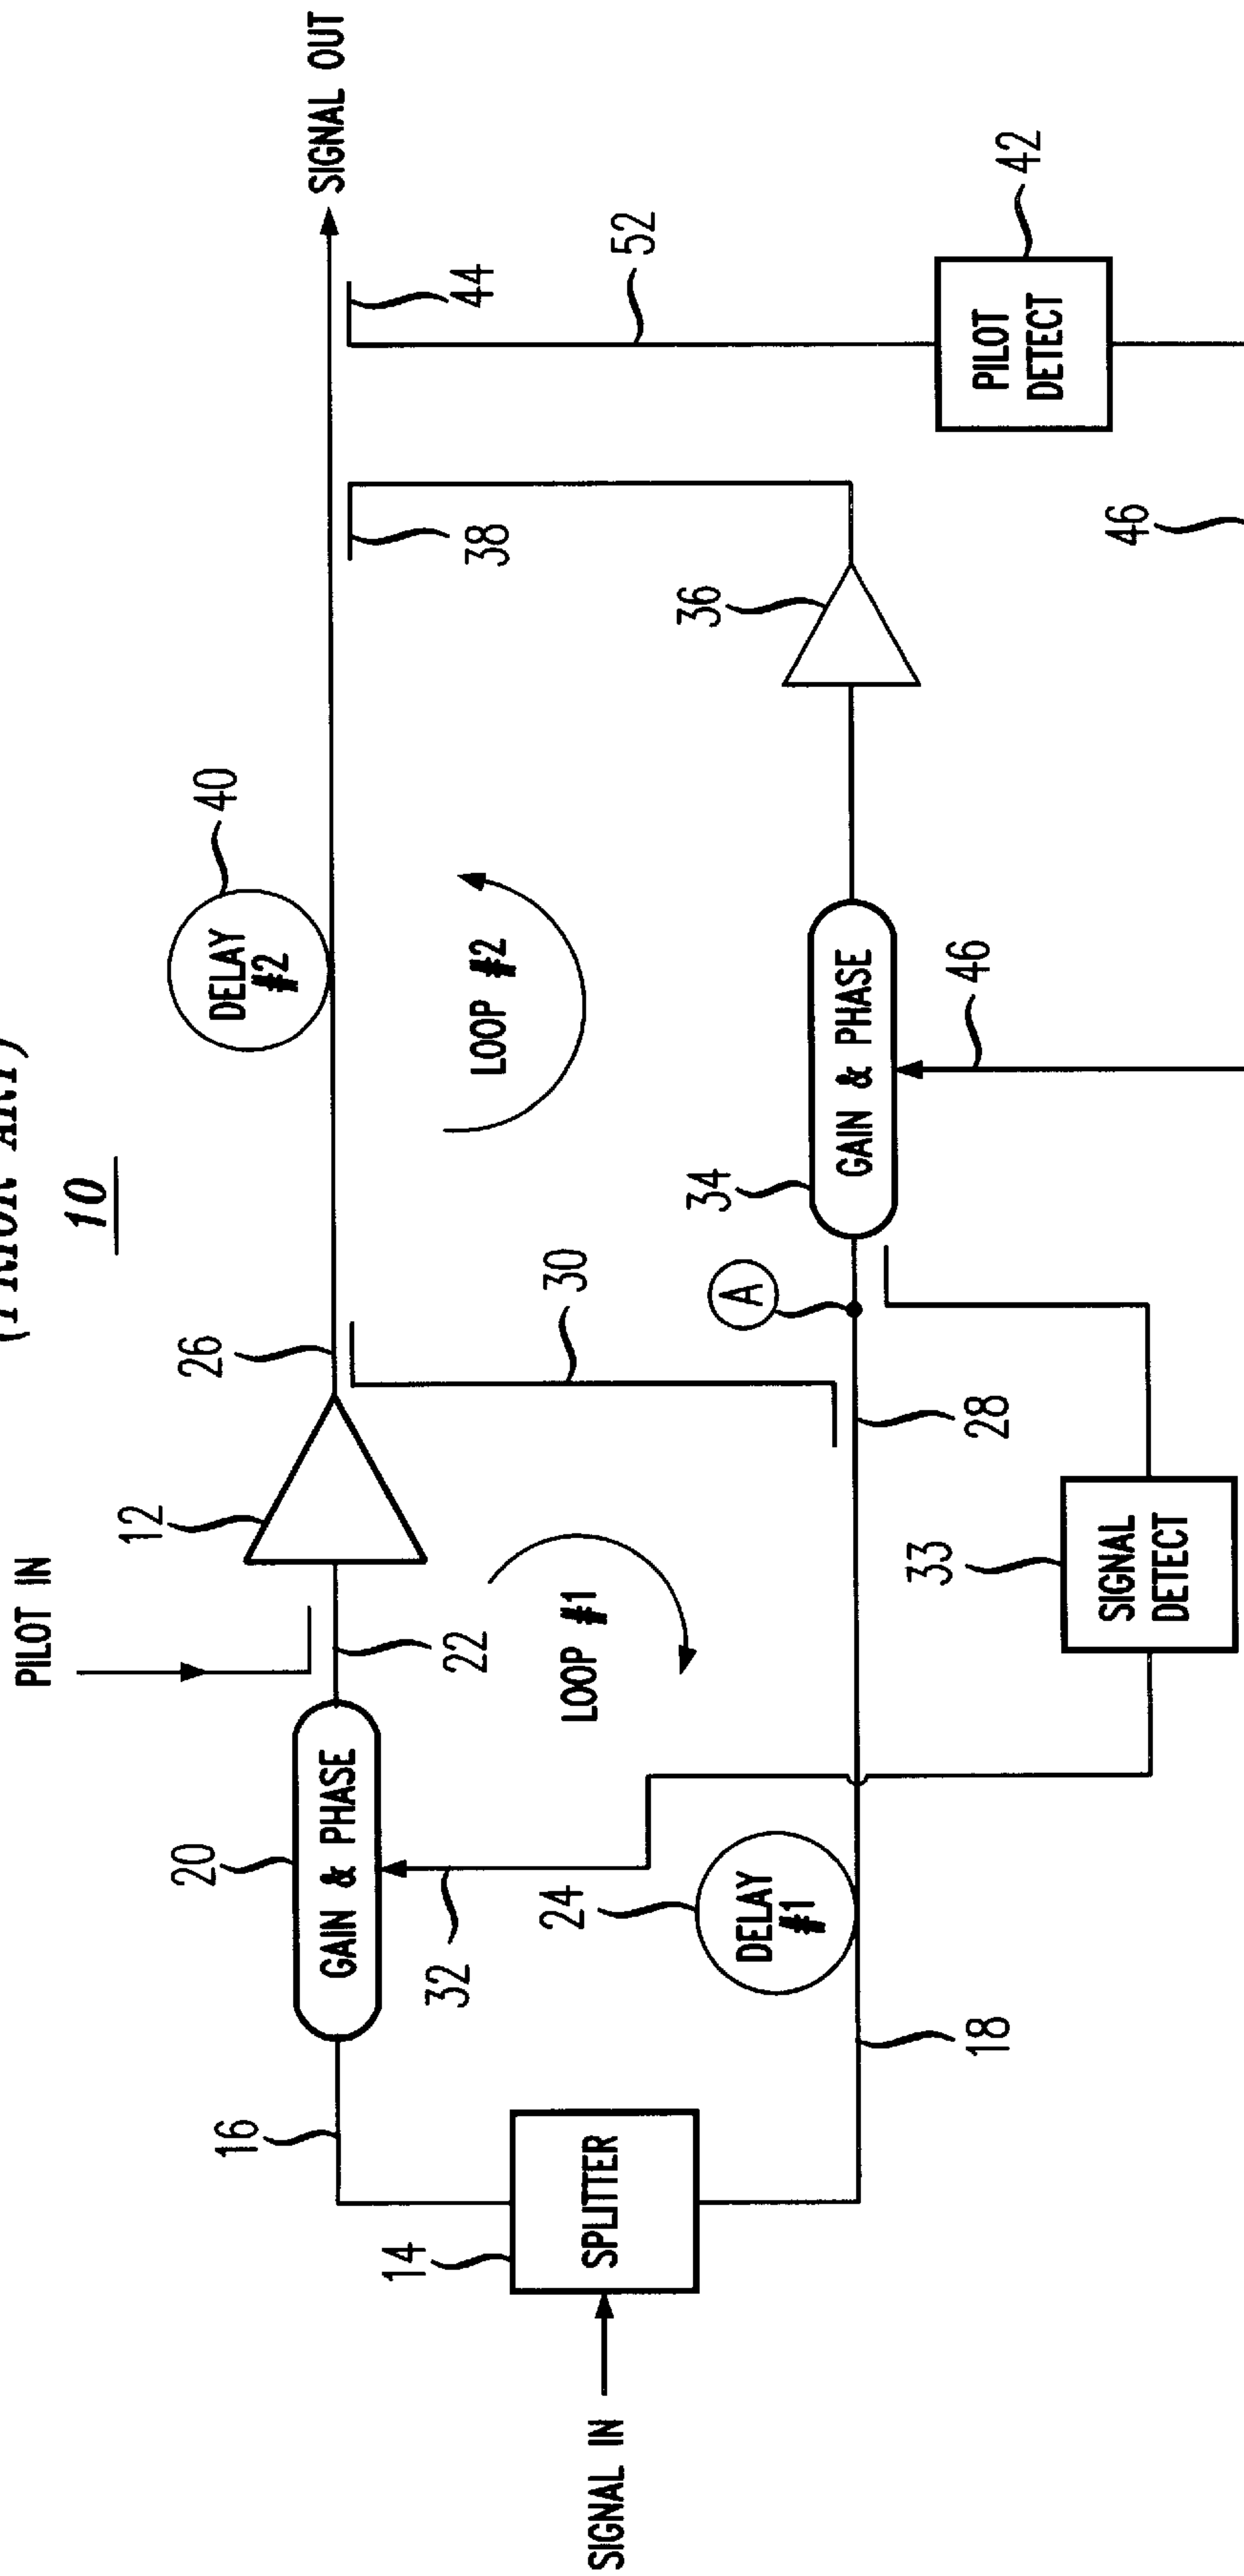 (PRIOR ART)
10
PILOT IN
SIGNAL OUT
12
26
40
DELAY
#2
20
GAIN & PHASE
22
16
44
38
52
LOOP #2
LOOP #1
30
32
24
DELAY
#1
14
SPLITTER
SIGNAL IN
A
34
GAIN & PHASE
36
46
18
28
33
SIGNAL
DETECT
PILOT
DETECT
42
46